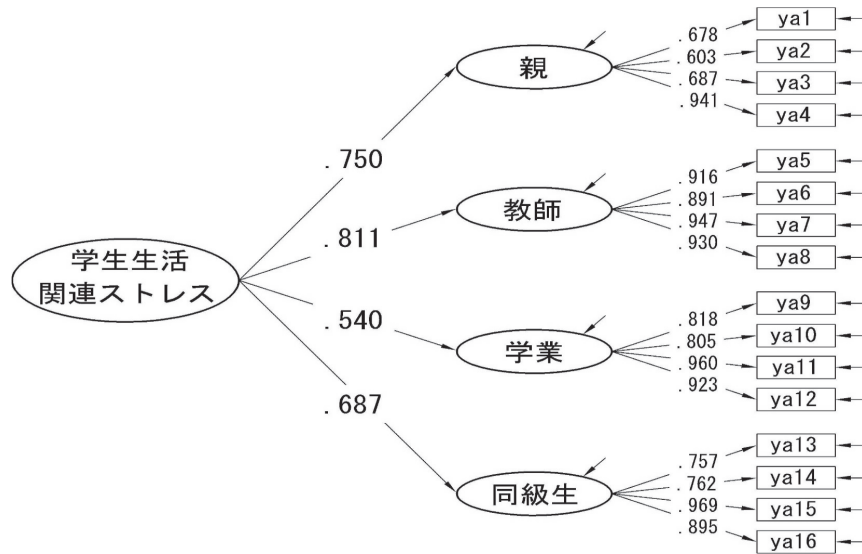 学生生活
関連ストレス
.750
.811
.540
.687
親
.678
.603
.687
.941
ya1
ya2
ya3
ya4
教師
.916
.891
.947
.930
ya5
ya6
ya7
ya8
学業
.818
.805
.960
.923
ya9
ya10
ya11
ya12
同級生
.757
.762
.969
.895
ya13
ya14
ya15
ya16